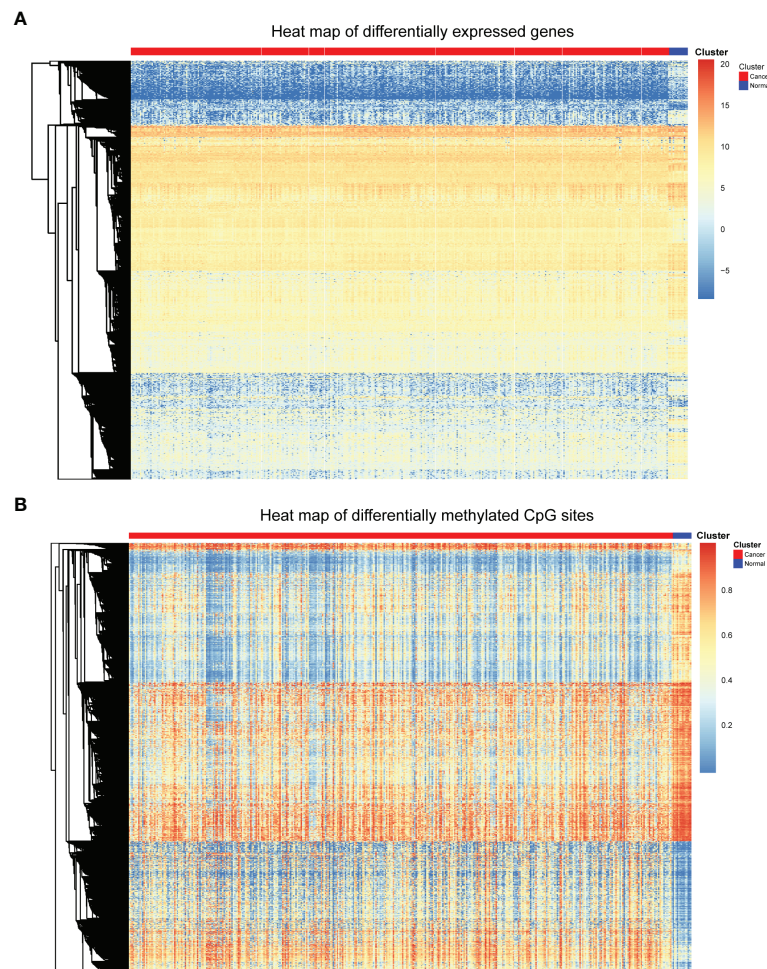 A
Heat map of differentially expressed genes
Cluster
20
15
10
5
0
−5
Cluster
Normal
B
Heat map of differentially methylated CpG sites
Cluster
0.8
0.6
0.4
0.2
Cluster
Cancer
Normal